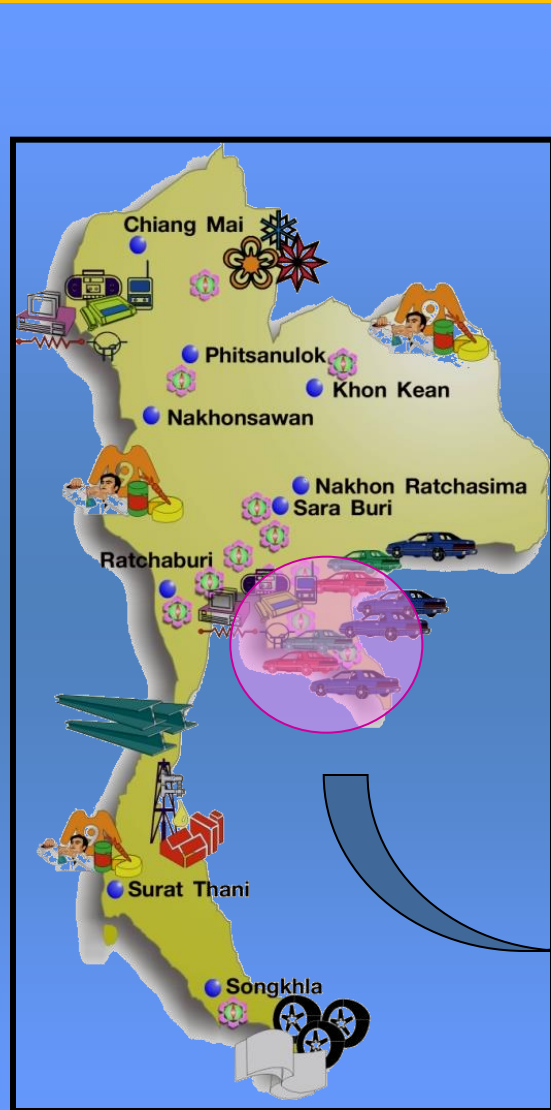 Chiang Mai
Phitsanulok
Khon Kean
Nakhonsawan
Nakhon Ratchasima
Sara Buri
Ratchaburi
Surat Thani
Songkhla